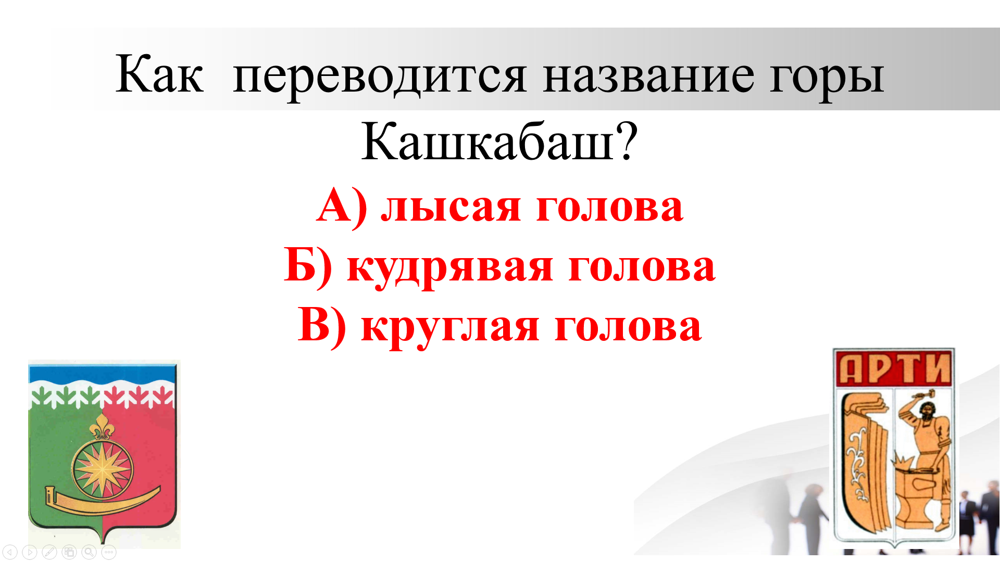 Как  переводится название горы
Кашкабаш?
А) лысая голова
Б) кудрявая голова
В) круглая голова
АРТИ